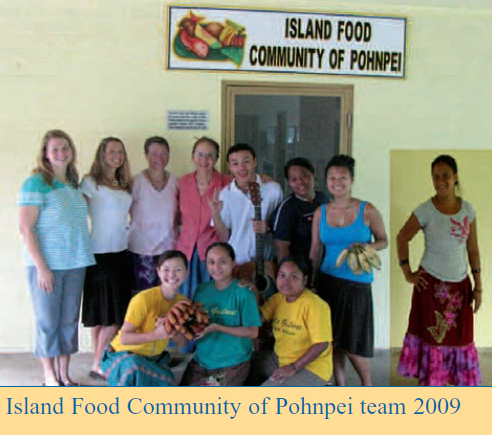 ISLAND FOOD
COMMUNITY OF POHNPEI
Island Food Community of Pohnpei team 2009